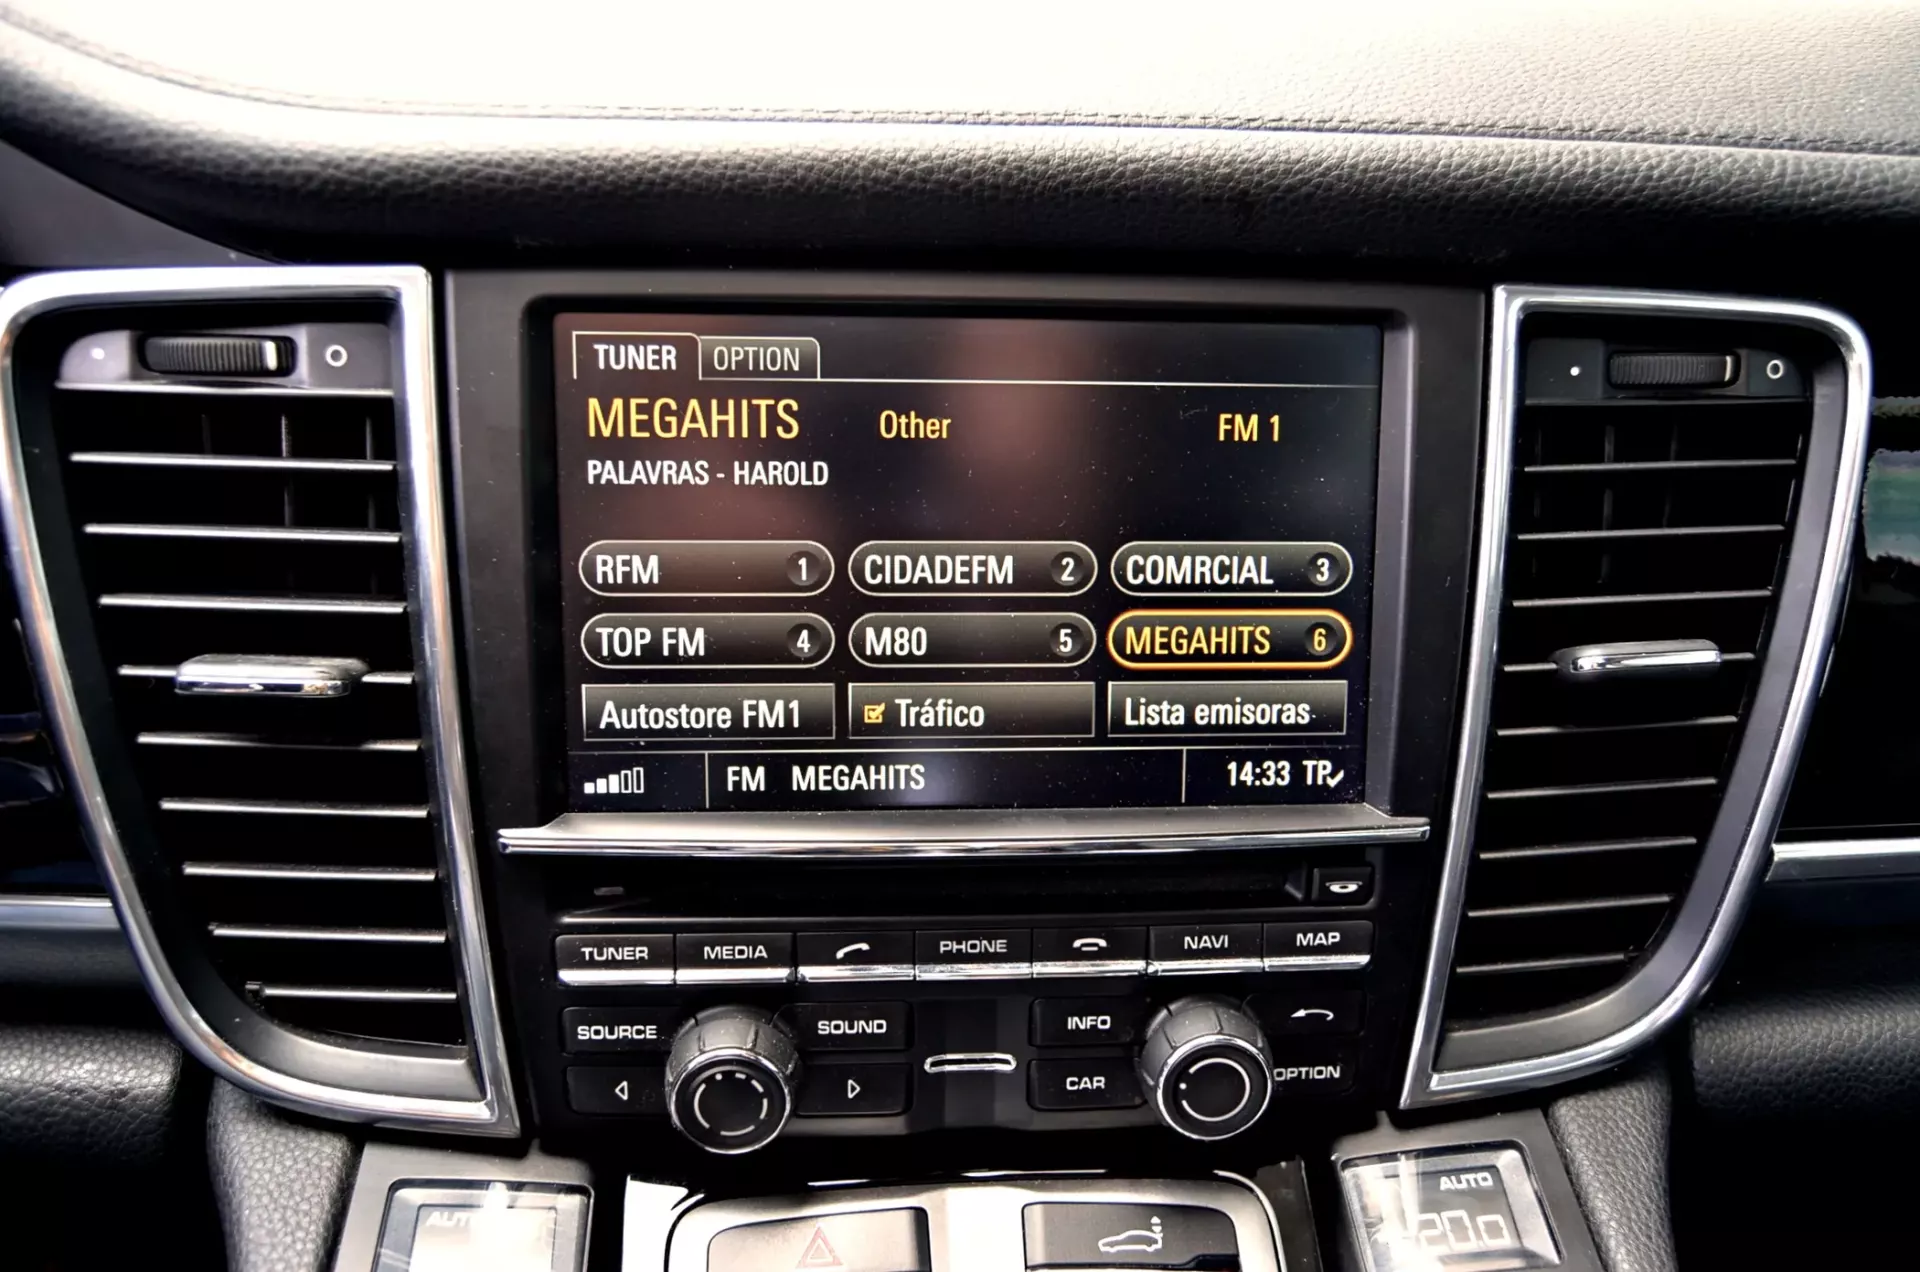 TUNER OPTION
MEGAHITS Other FM 1
PALAVRAS - HAROLD
RFM 1 CIDADEFM 2 COMRCIAL 3
TOP FM 4 M80 5 MEGAHITS 6
Autostore FM1 Tráfico Lista emisoras
FM MEGAHITS 14:33 TP
TUNER MEDIA PHONE NAVI MAP
SOURCE SOUND INFO
CAR OPTION
AUTO
20.0